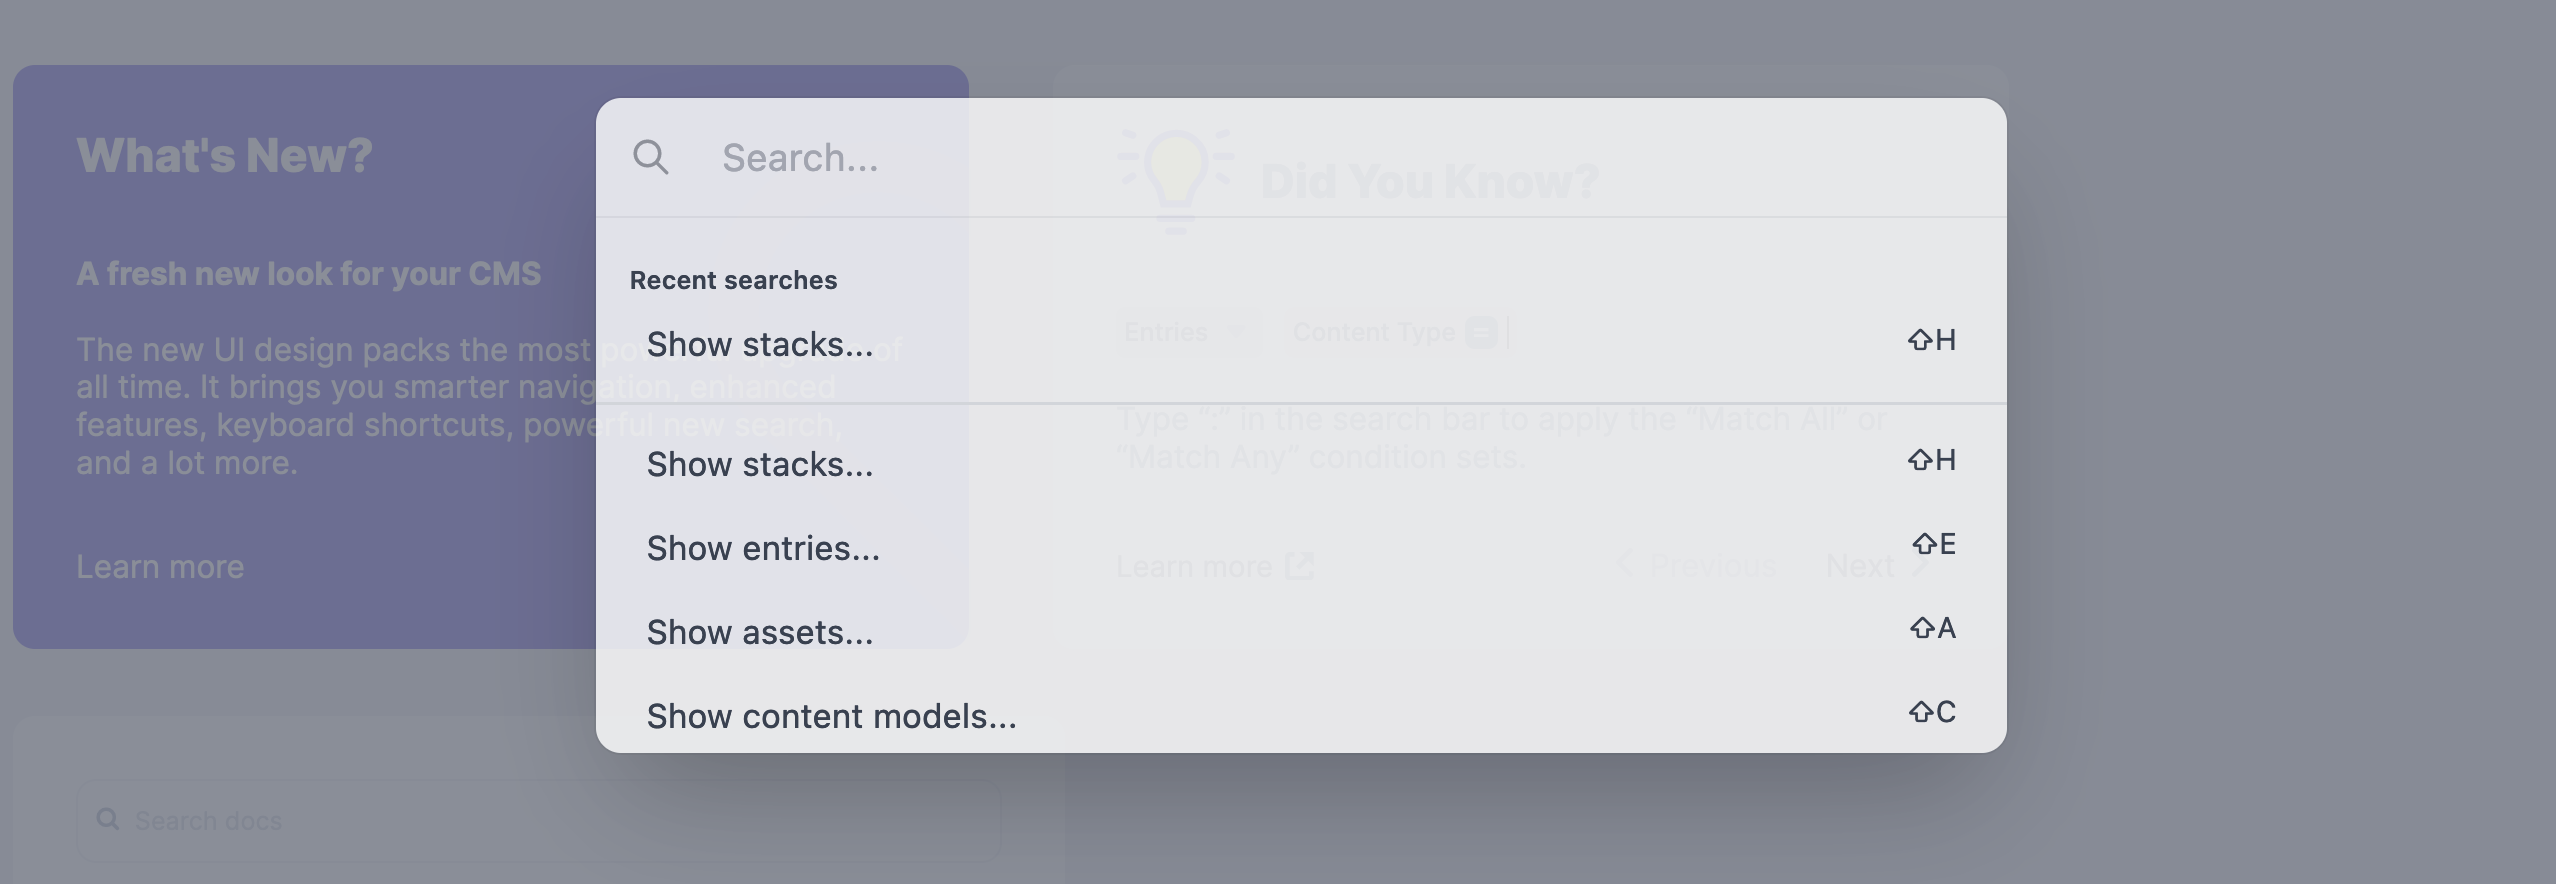 What's New?
A fresh new look for your CMS
The new UI design packs the most of
all time. It brings you smarter navigation, enhanced
features, keyboard shortcuts, powerful new search,
and a lot more.
Learn more
Search docs
Search...
Recent searches
Show stacks... ⇧H
Show stacks... ⇧H
Show entries... ⇧E
Show assets... ⇧A
Show content models... ⇧C
Did You Know?
Entries Content Type =
Type ":" in the search bar to apply the “Match All” or
“Match Any” condition sets.
Learn more
Previous Next